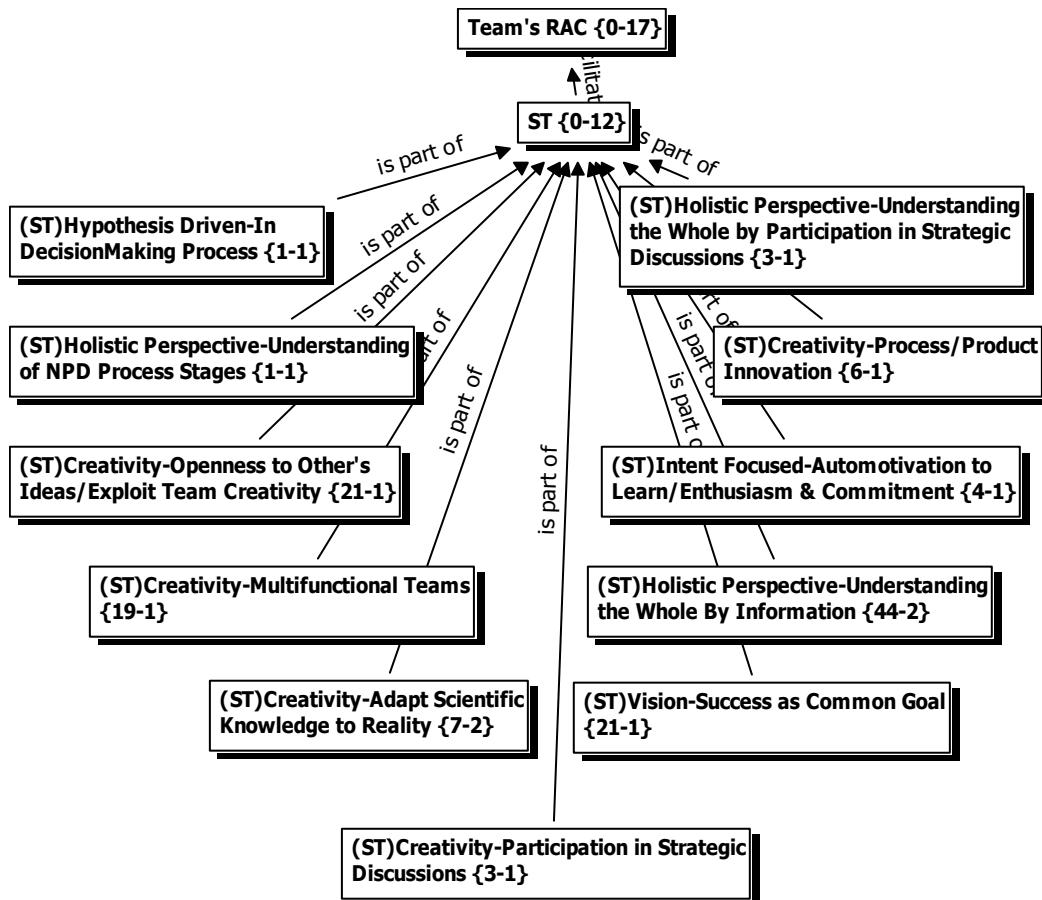 Team's RAC {0-17}
ST {0-12}
is part of
is part of
(ST)Hypothesis Driven-In
DecisionMaking Process {1-1}
(ST)Holistic Perspective-Understanding
the Whole by Participation in Strategic
Discussions {3-1}
is part of
is part of
(ST)Holistic Perspective-Understanding
of NPD Process Stages {1-1}
(ST)Creativity-Process/Product
Innovation {6-1}
is part of
is part of
is part of
(ST)Creativity-Openness to Other's
Ideas/Exploit Team Creativity {21-1}
(ST)Intent Focused-Automotivation to
Learn/Enthusiasm & Commitment {4-1}
is part of
(ST)Creativity-Multifunctional Teams
{19-1}
(ST)Holistic Perspective-Understanding
the Whole By Information {44-2}
(ST)Creativity-Adapt Scientific
Knowledge to Reality {7-2}
(ST)Vision-Success as Common Goal
{21-1}
(ST)Creativity-Participation in Strategic
Discussions {3-1}